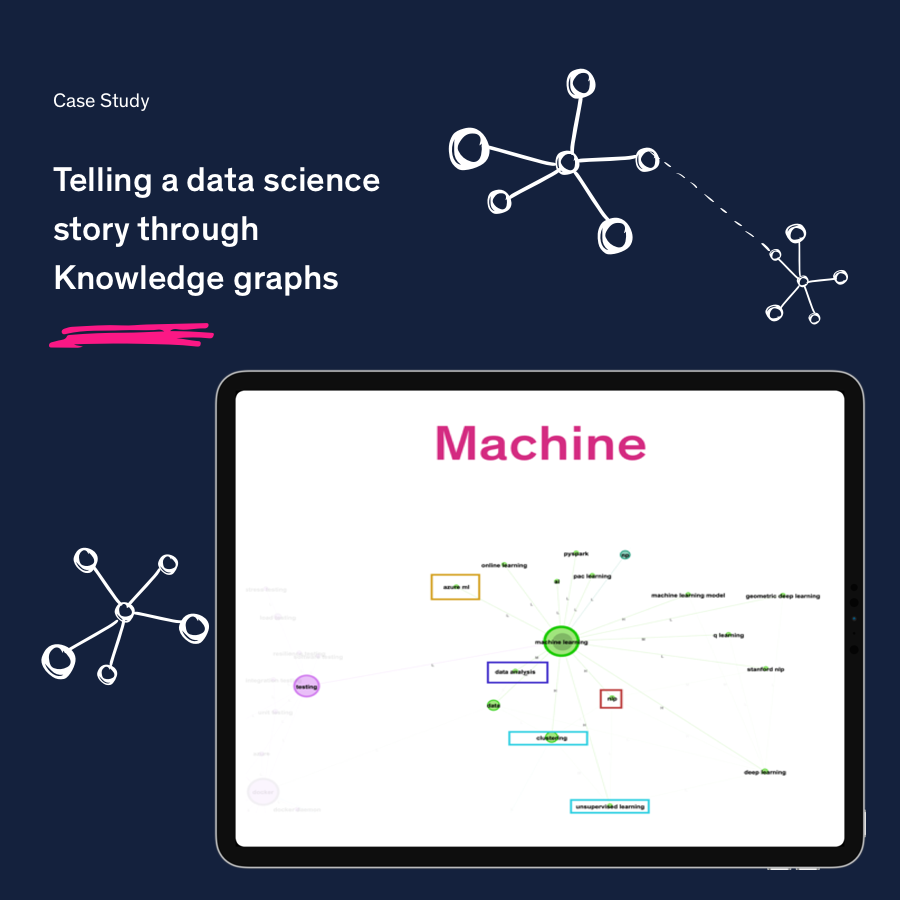 Case Study
Telling a data science
story through
Knowledge graphs
Machine
pyspark
online learning
pac learning
azure ml
ai
machine learning model
geometric deep learning
q learning
machine learning
stanford nlp
data analysis
testing
nlp
data
clustering
deep learning
unsupervised learning